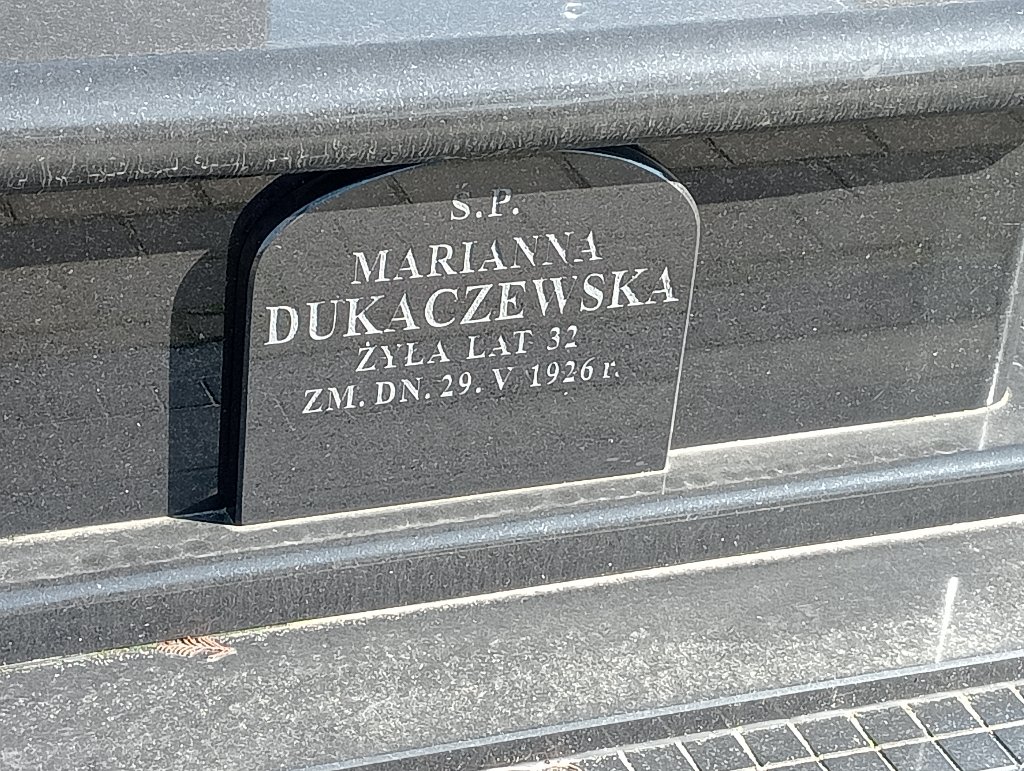 Ś.P.
MARIANNA
DUKACZEWSKA
ŻYŁA LAT 32
ZM. DN. 29. V 1926 r.